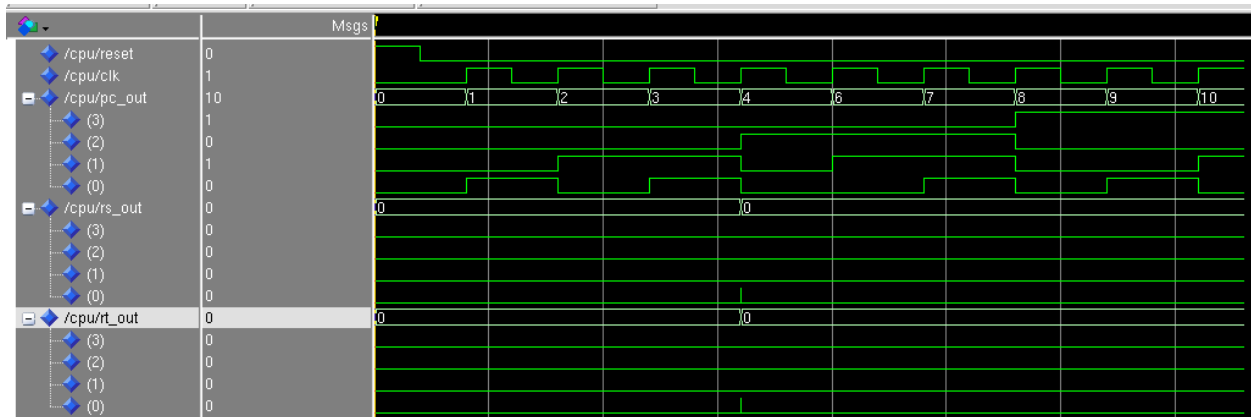 Msgs
/cpu/reset 0
/cpu/clk 1
/cpu/pc_out 10 0 1 2 3 4 6 7 8 9 10
(3) 1
(2) 0
(1) 1
(0) 0
/cpu/rs_out 0 0 0
(3) 0
(2) 0
(1) 0
(0) 0
/cpu/rt_out 0 0 0
(3) 0
(2) 0
(1) 0
(0) 0